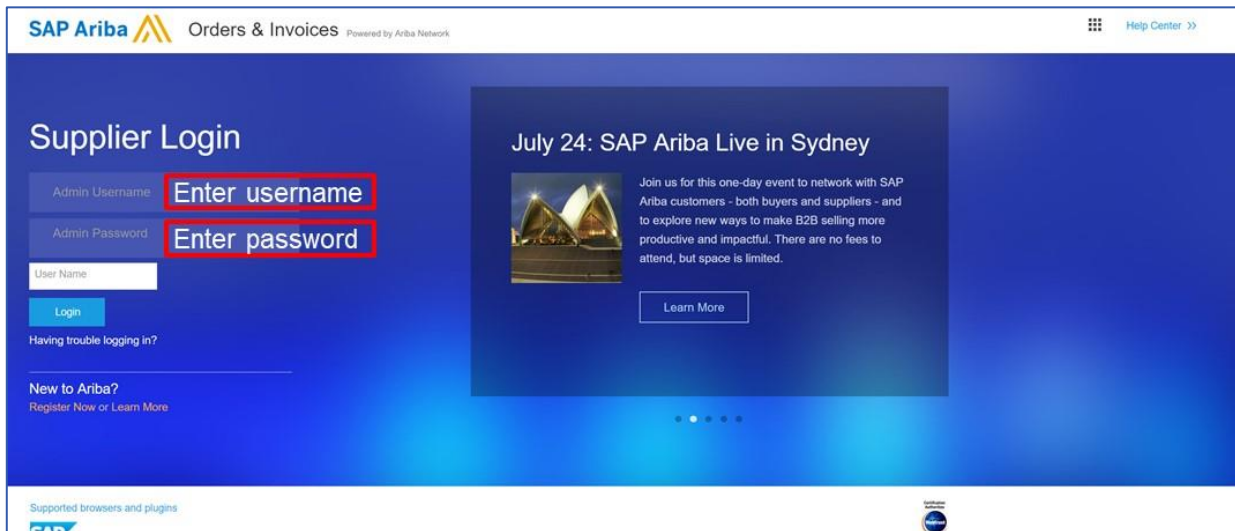 SAP Ariba
Orders & Invoices Powered by Ariba Network
Help Center >>
Supplier Login
Admin Username
Enter username
Admin Password
Enter password
User Name
Login
Having trouble logging in?
New to Ariba?
Register Now or Learn More
July 24: SAP Ariba Live in Sydney
Join us for this one-day event to network with SAP
Ariba customers - both buyers and suppliers - and
to explore new ways to make B2B selling more
productive and impactful. There are no fees to
attend, but space is limited.
Learn More
Supported browsers and plugins
SAP